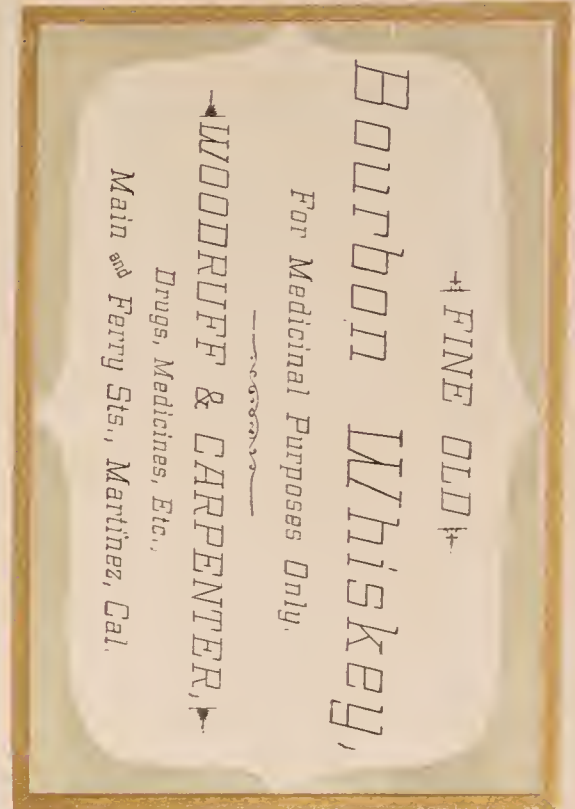 FINE OLD
Bourbon Whiskey,
For Medicinal Purposes Only.
WOODRUFF & CARPENTER,
Drugs, Medicines, Etc.,
Main and Ferry Sts., Martinez, Cal.